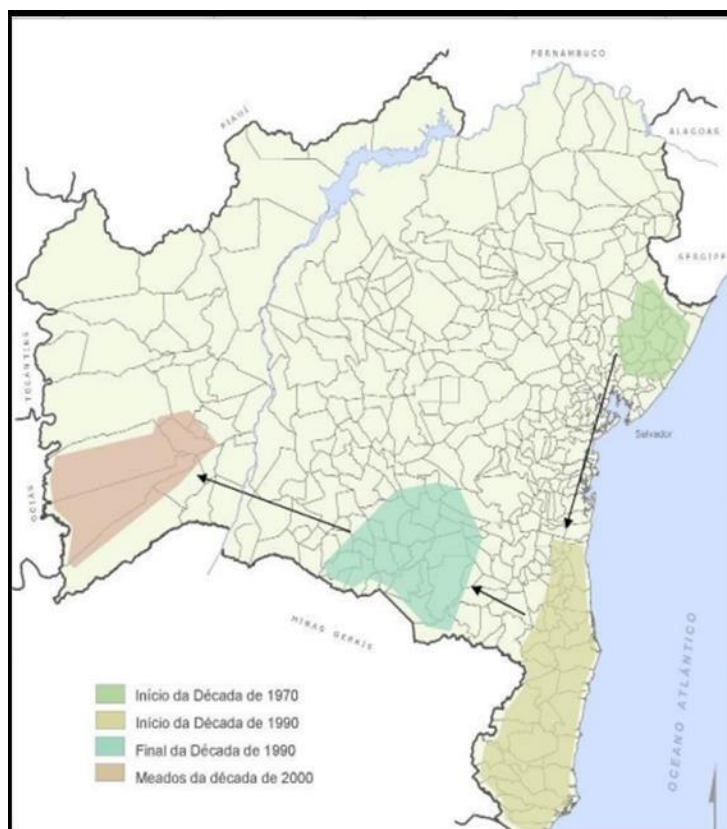 PERNAMBUCO
PIAUÍ
ALAGOAS
SERGIPE
TOCANTINS
Salvador
GOIÁS
MINAS GERAIS
OCEANO ATLÂNTICO
Início da Década de 1970
Início da Década de 1990
Final da Década de 1990
Meados da década de 2000